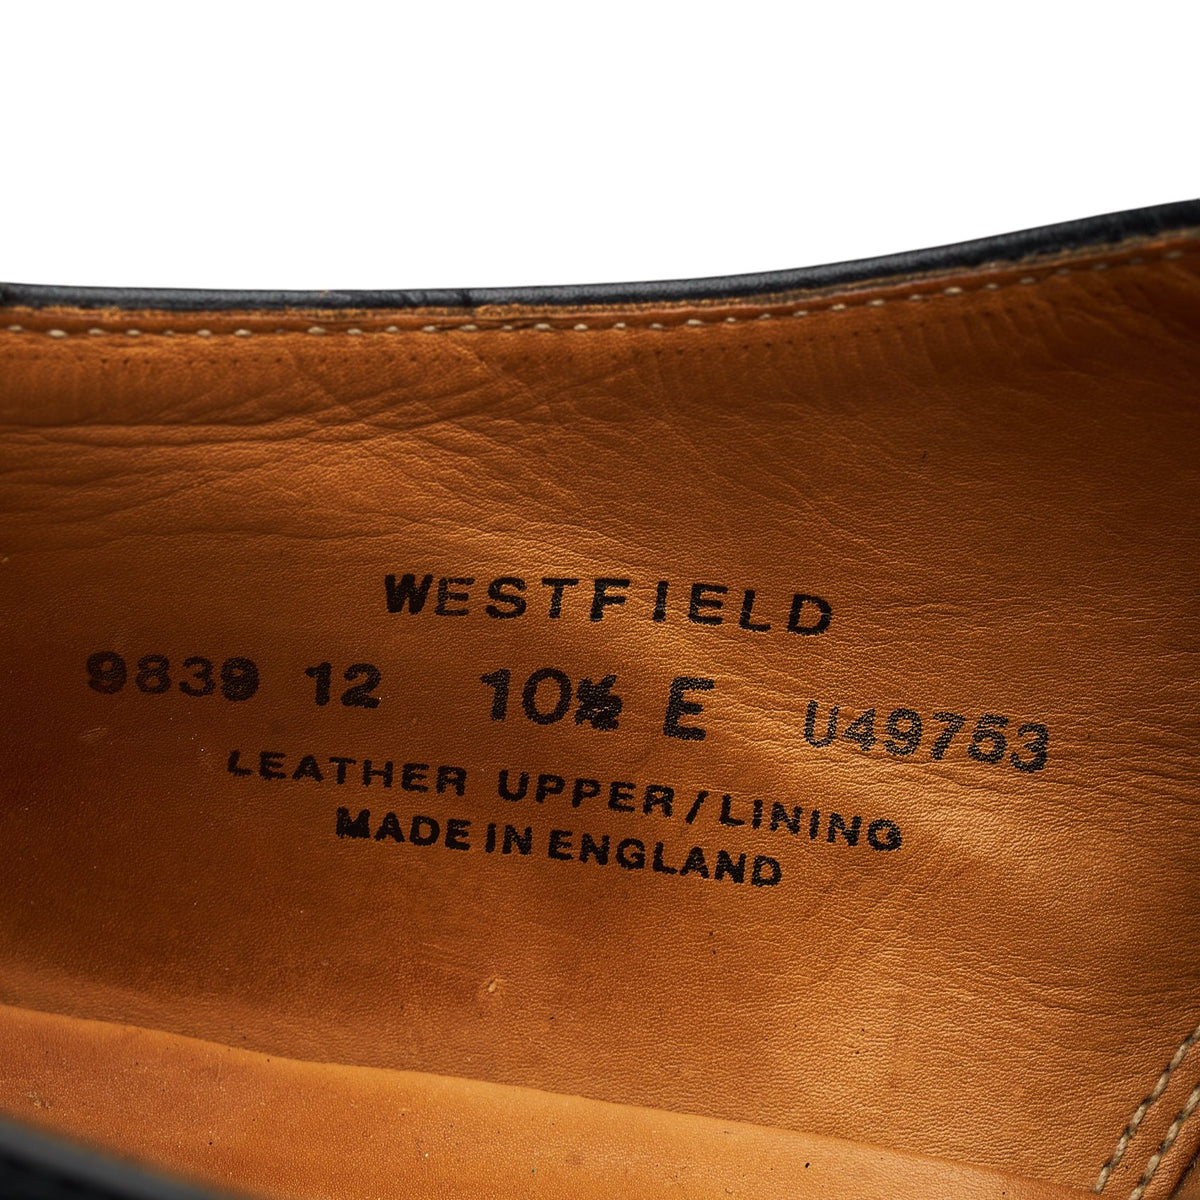 WESTFIELD
9839 12 10½ E U49753
LEATHER UPPER/LINING
MADE IN ENGLAND